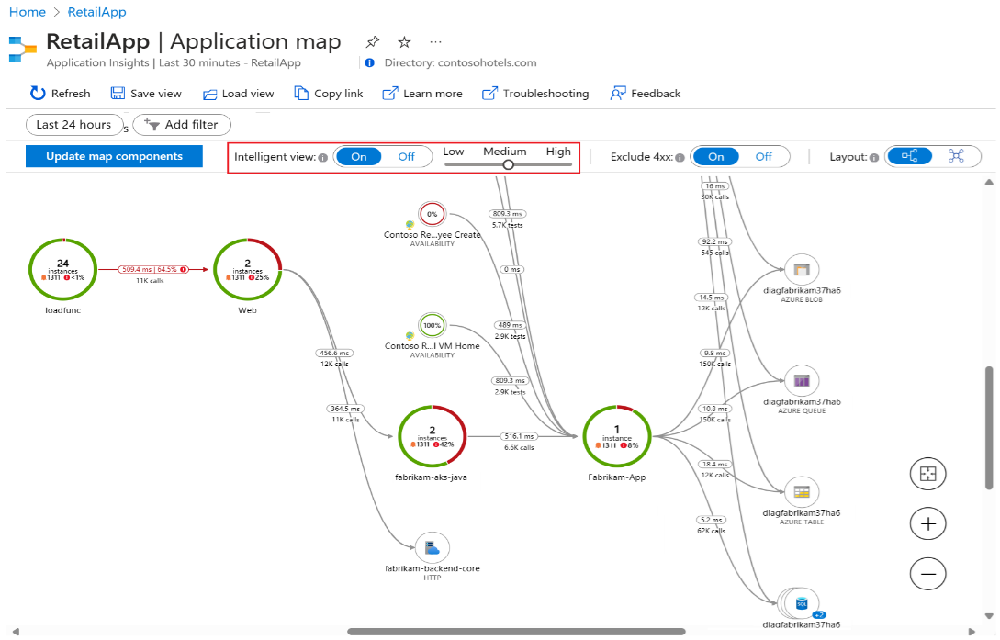 Home > RetailApp
RetailApp | Application map
Application Insights | Last 30 minutes - RetailApp
Directory: contosohotels.com
Refresh
Save view
Load view
Copy link
Learn more
Troubleshooting
Feedback
Last 24 hours
s
Add filter
Update map components
Intelligent view:
On
Off
Low
Medium
High
Exclude 4xx:
On
Off
Layout:
24
instances
1311 <1%
loadfunc
509.4 ms | 64.5%
11K calls
2
instances
1311 25%
Web
456.6 ms
12K calls
364.5 ms
11K calls
0%
Contoso Re...yee Create
AVAILABILITY
100%
Contoso R...l VM Home
AVAILABILITY
2
instances
1311 42%
fabrikam-aks-java
fabrikam-backend-core
HTTP
809.3 ms
5.7K tests
0 ms
489 ms
2.9K tests
809.3 ms
2.9K tests
516.1 ms
6.6K calls
1
instance
1311 8%
Fabrikam-App
16 ms
30K calls
92.2 ms
545 calls
14.5 ms
12K calls
9.8 ms
150K calls
10.8 ms
150K calls
18.4 ms
12K calls
5.2 ms
62K calls
diagfabrikam37ha6
AZURE BLOB
diagfabrikam37ha6
AZURE QUEUE
diagfabrikam37ha6
AZURE TABLE
SQL
+2
diagfabrikam37ha6